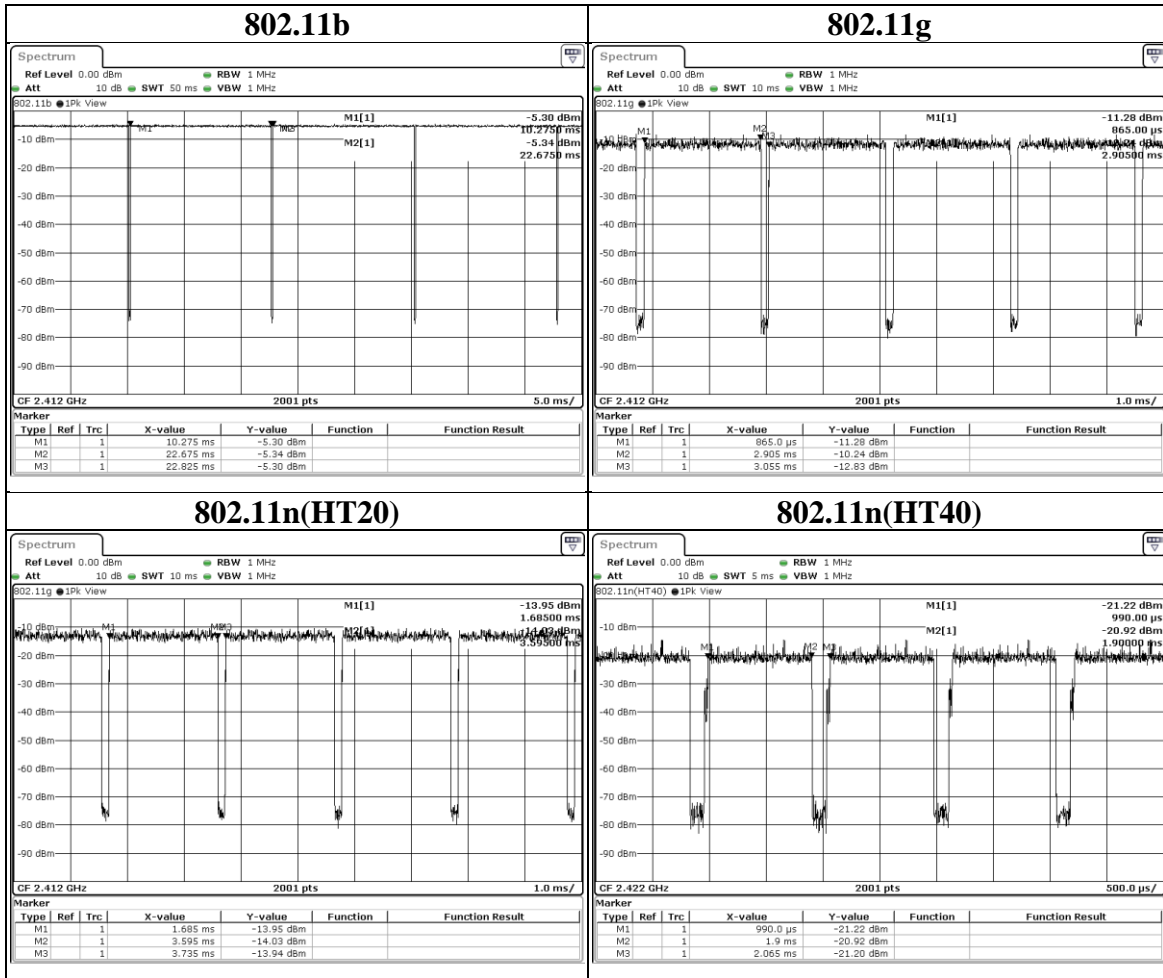 802.11b
Spectrum
Ref Level 0.00 dBm RBW 1 MHz
Att 10 dB SWT 50 ms VBW 1 MHz
802.11b 1Pk View
M1[1] -5.30 dBm
10.2750 ms
M2[1] -5.34 dBm
22.6750 ms
M1
-10 dBm
-20 dBm
-30 dBm
-40 dBm
-50 dBm
-60 dBm
-70 dBm
-80 dBm
-90 dBm
CF 2.412 GHz 2001 pts 5.0 ms/
Marker
Type Ref Trc X-value Y-value Function Function Result
M1 1 10.275 ms -5.30 dBm
M2 1 22.675 ms -5.34 dBm
M3 1 22.825 ms -5.30 dBm
802.11g
Spectrum
Ref Level 0.00 dBm RBW 1 MHz
Att 10 dB SWT 10 ms VBW 1 MHz
802.11g 1Pk View
M1[1] -11.28 dBm
865.00 µs
2.90500 ms
M1 M2 M3
-10 dBm
-20 dBm
-30 dBm
-40 dBm
-50 dBm
-60 dBm
-70 dBm
-80 dBm
-90 dBm
CF 2.412 GHz 2001 pts 1.0 ms/
Marker
Type Ref Trc X-value Y-value Function Function Result
M1 1 865.0 µs -11.28 dBm
M2 1 2.905 ms -10.24 dBm
M3 1 3.055 ms -12.83 dBm
802.11n(HT20)
Spectrum
Ref Level 0.00 dBm RBW 1 MHz
Att 10 dB SWT 10 ms VBW 1 MHz
802.11g 1Pk View
M1[1] -13.95 dBm
1.68500 ms
M2[1] -14.03 dBm
3.59500 ms
M1
-10 dBm
-20 dBm
-30 dBm
-40 dBm
-50 dBm
-60 dBm
-70 dBm
-80 dBm
-90 dBm
CF 2.412 GHz 2001 pts 1.0 ms/
Marker
Type Ref Trc X-value Y-value Function Function Result
M1 1 1.685 ms -13.95 dBm
M2 1 3.595 ms -14.03 dBm
M3 1 3.735 ms -13.94 dBm
802.11n(HT40)
Spectrum
Ref Level 0.00 dBm RBW 1 MHz
Att 10 dB SWT 5 ms VBW 1 MHz
802.11n(HT40) 1Pk View
M1[1] -21.22 dBm
990.00 µs
M2[1] -20.92 dBm
1.90000 ms
-10 dBm
M1 M2 M3
-30 dBm
-40 dBm
-50 dBm
-60 dBm
-70 dBm
-80 dBm
-90 dBm
CF 2.422 GHz 2001 pts 500.0 µs/
Marker
Type Ref Trc X-value Y-value Function Function Result
M1 1 990.0 µs -21.22 dBm
M2 1 1.9 ms -20.92 dBm
M3 1 2.065 ms -21.20 dBm